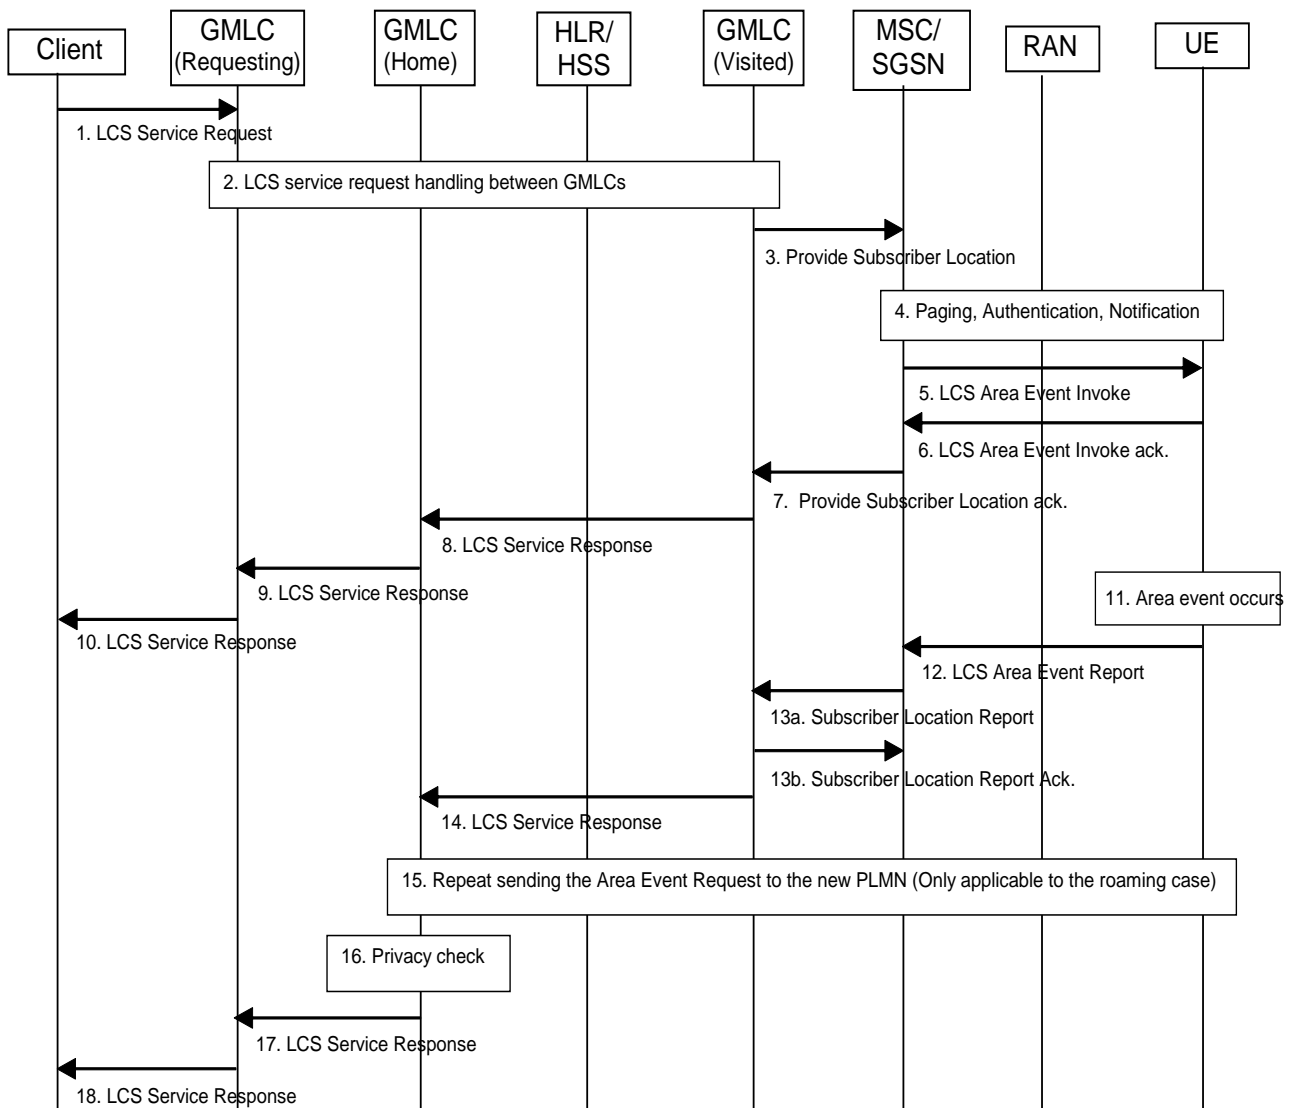 Client
GMLC
(Requesting)
GMLC
(Home)
HLR/
HSS
GMLC
(Visited)
MSC/
SGSN
RAN
UE
1. LCS Service Request
2. LCS service request handling between GMLCs
3. Provide Subscriber Location
4. Paging, Authentication, Notification
5. LCS Area Event Invoke
6. LCS Area Event Invoke ack.
7. Provide Subscriber Location ack.
8. LCS Service Response
9. LCS Service Response
10. LCS Service Response
11. Area event occurs
12. LCS Area Event Report
13a. Subscriber Location Report
13b. Subscriber Location Report Ack.
14. LCS Service Response
15. Repeat sending the Area Event Request to the new PLMN (Only applicable to the roaming case)
16. Privacy check
17. LCS Service Response
18. LCS Service Response